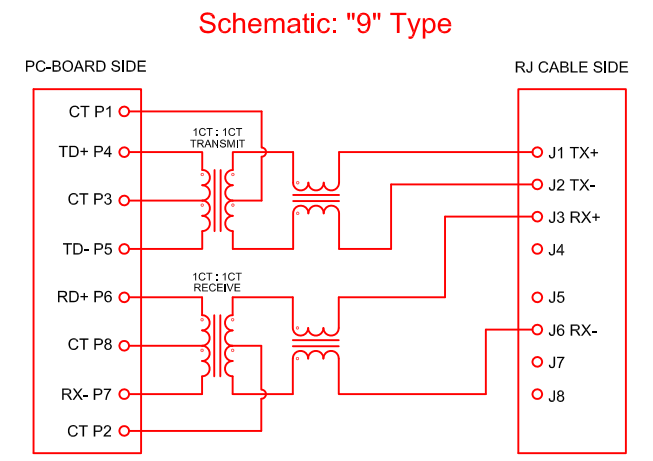 Schematic: "9" Type
PC-BOARD SIDE
RJ CABLE SIDE
CT P1
TD+ P4
CT P3
TD- P5
RD+ P6
CT P8
RX- P7
CT P2
1CT : 1CT
TRANSMIT
1CT : 1CT
RECEIVE
J1 TX+
J2 TX-
J3 RX+
J4
J5
J6 RX-
J7
J8